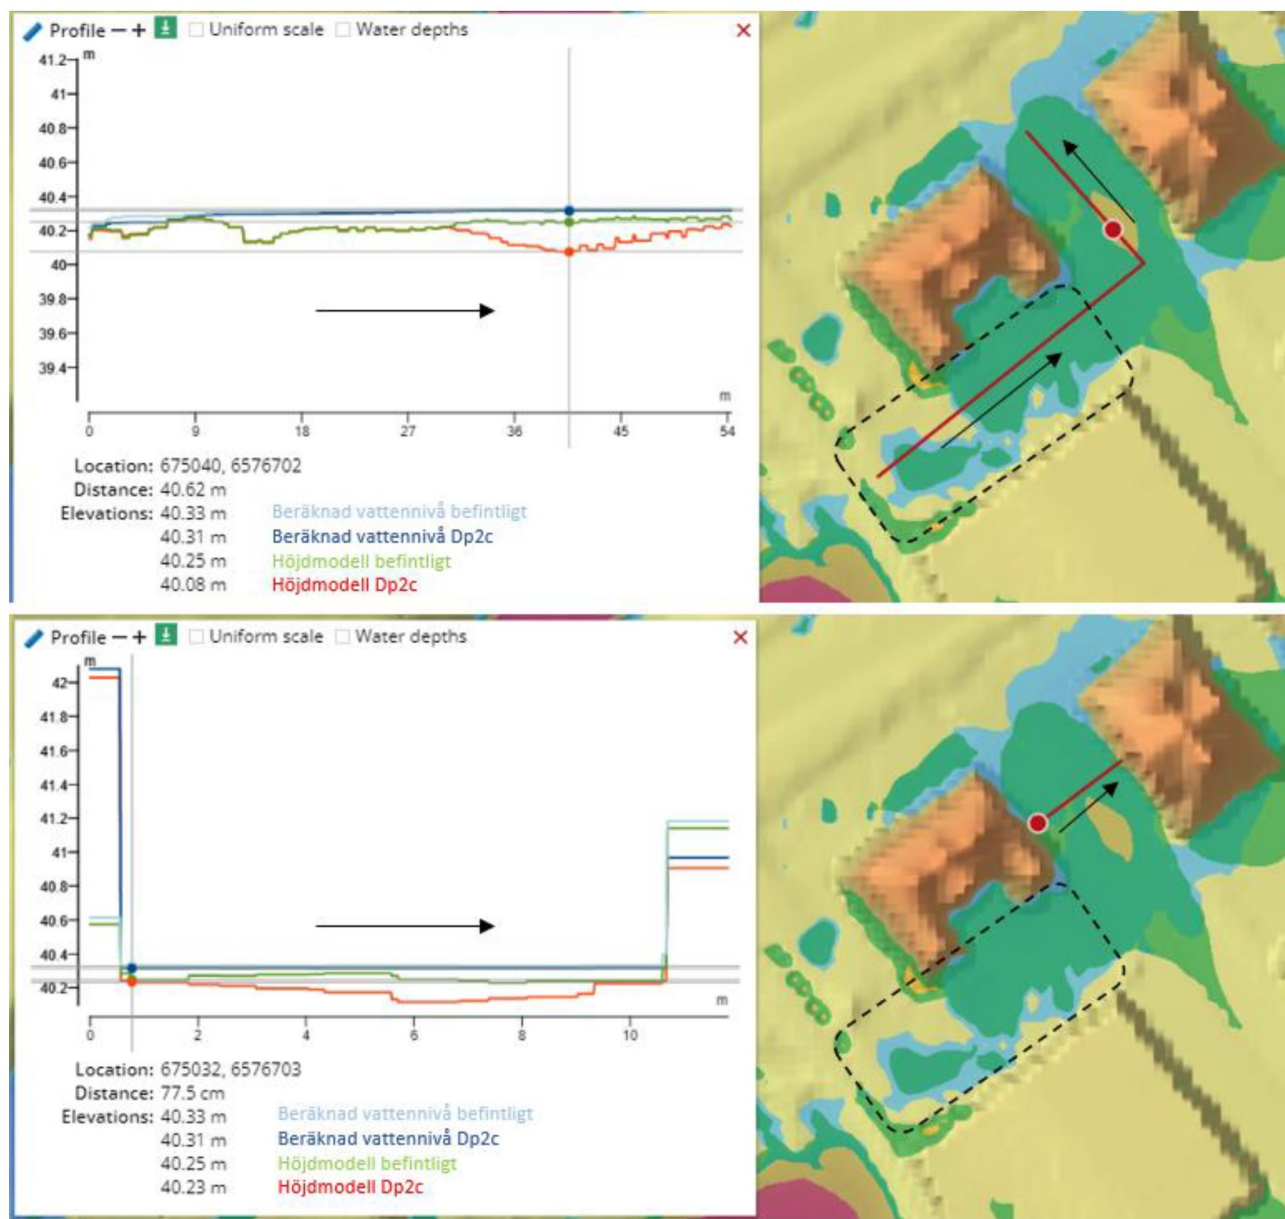 Profile − + Uniform scale Water depths ×
m
41.2
41
40.8
40.6
40.4
40.2
40
39.8
39.6
39.4
m
0 9 18 27 36 45 54
Location: 675040, 6576702
Distance: 40.62 m
Elevations: 40.33 m Beräknad vattennivå befintligt
40.31 m Beräknad vattennivå Dp2c
40.25 m Höjdmodell befintligt
40.08 m Höjdmodell Dp2c
Profile − + Uniform scale Water depths ×
m
42
41.8
41.6
41.4
41.2
41
40.8
40.6
40.4
40.2
m
0 2 4 6 8 10
Location: 675032, 6576703
Distance: 77.5 cm
Elevations: 40.33 m Beräknad vattennivå befintligt
40.31 m Beräknad vattennivå Dp2c
40.25 m Höjdmodell befintligt
40.23 m Höjdmodell Dp2c